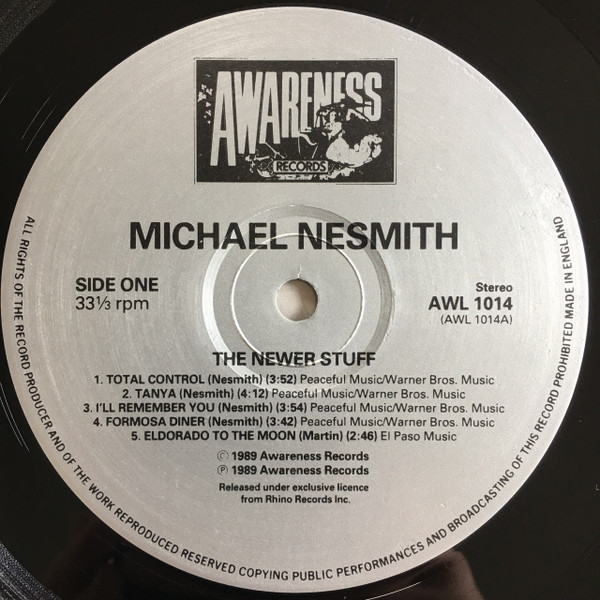 AWARENESS
RECORDS
MICHAEL NESMITH
SIDE ONE
33⅓ rpm
Stereo
AWL 1014
(AWL 1014A)
THE NEWER STUFF
1. TOTAL CONTROL (Nesmith) (3:52) Peaceful Music/Warner Bros. Music
2. TANYA (Nesmith) (4:12) Peaceful Music/Warner Bros. Music
3. I'LL REMEMBER YOU (Nesmith) (3:54) Peaceful Music/Warner Bros. Music
4. FORMOSA DINER (Nesmith) (3:42) Peaceful Music/Warner Bros. Music
5. ELDORADO TO THE MOON (Martin) (2:46) El Paso Music
Ⓒ 1989 Awareness Records
Ⓟ 1989 Awareness Records
Released under exclusive licence
from Rhino Records Inc.
ALL RIGHTS OF THE RECORD PRODUCER AND OF THE WORK REPRODUCED RESERVED COPYING PUBLIC PERFORMANCES AND BROADCASTING OF THIS RECORD PROHIBITED MADE IN ENGLAND